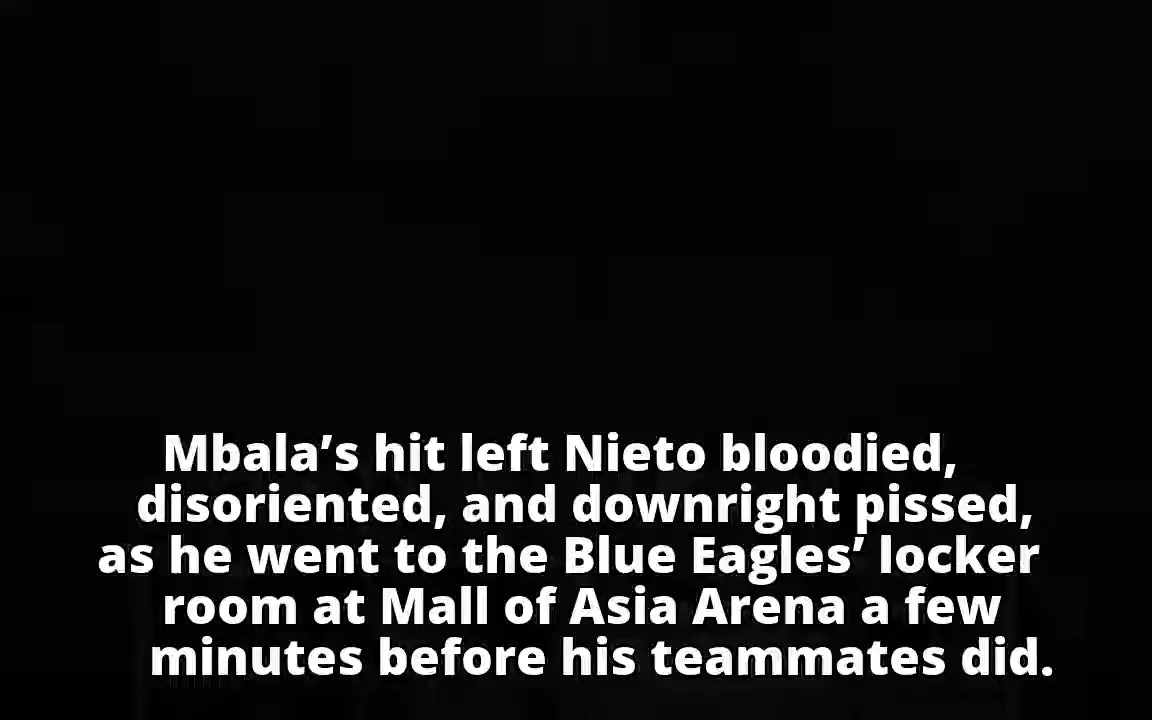 Mbala’s hit left Nieto bloodied,
disoriented, and downright pissed,
as he went to the Blue Eagles’ locker
room at Mall of Asia Arena a few
minutes before his teammates did.